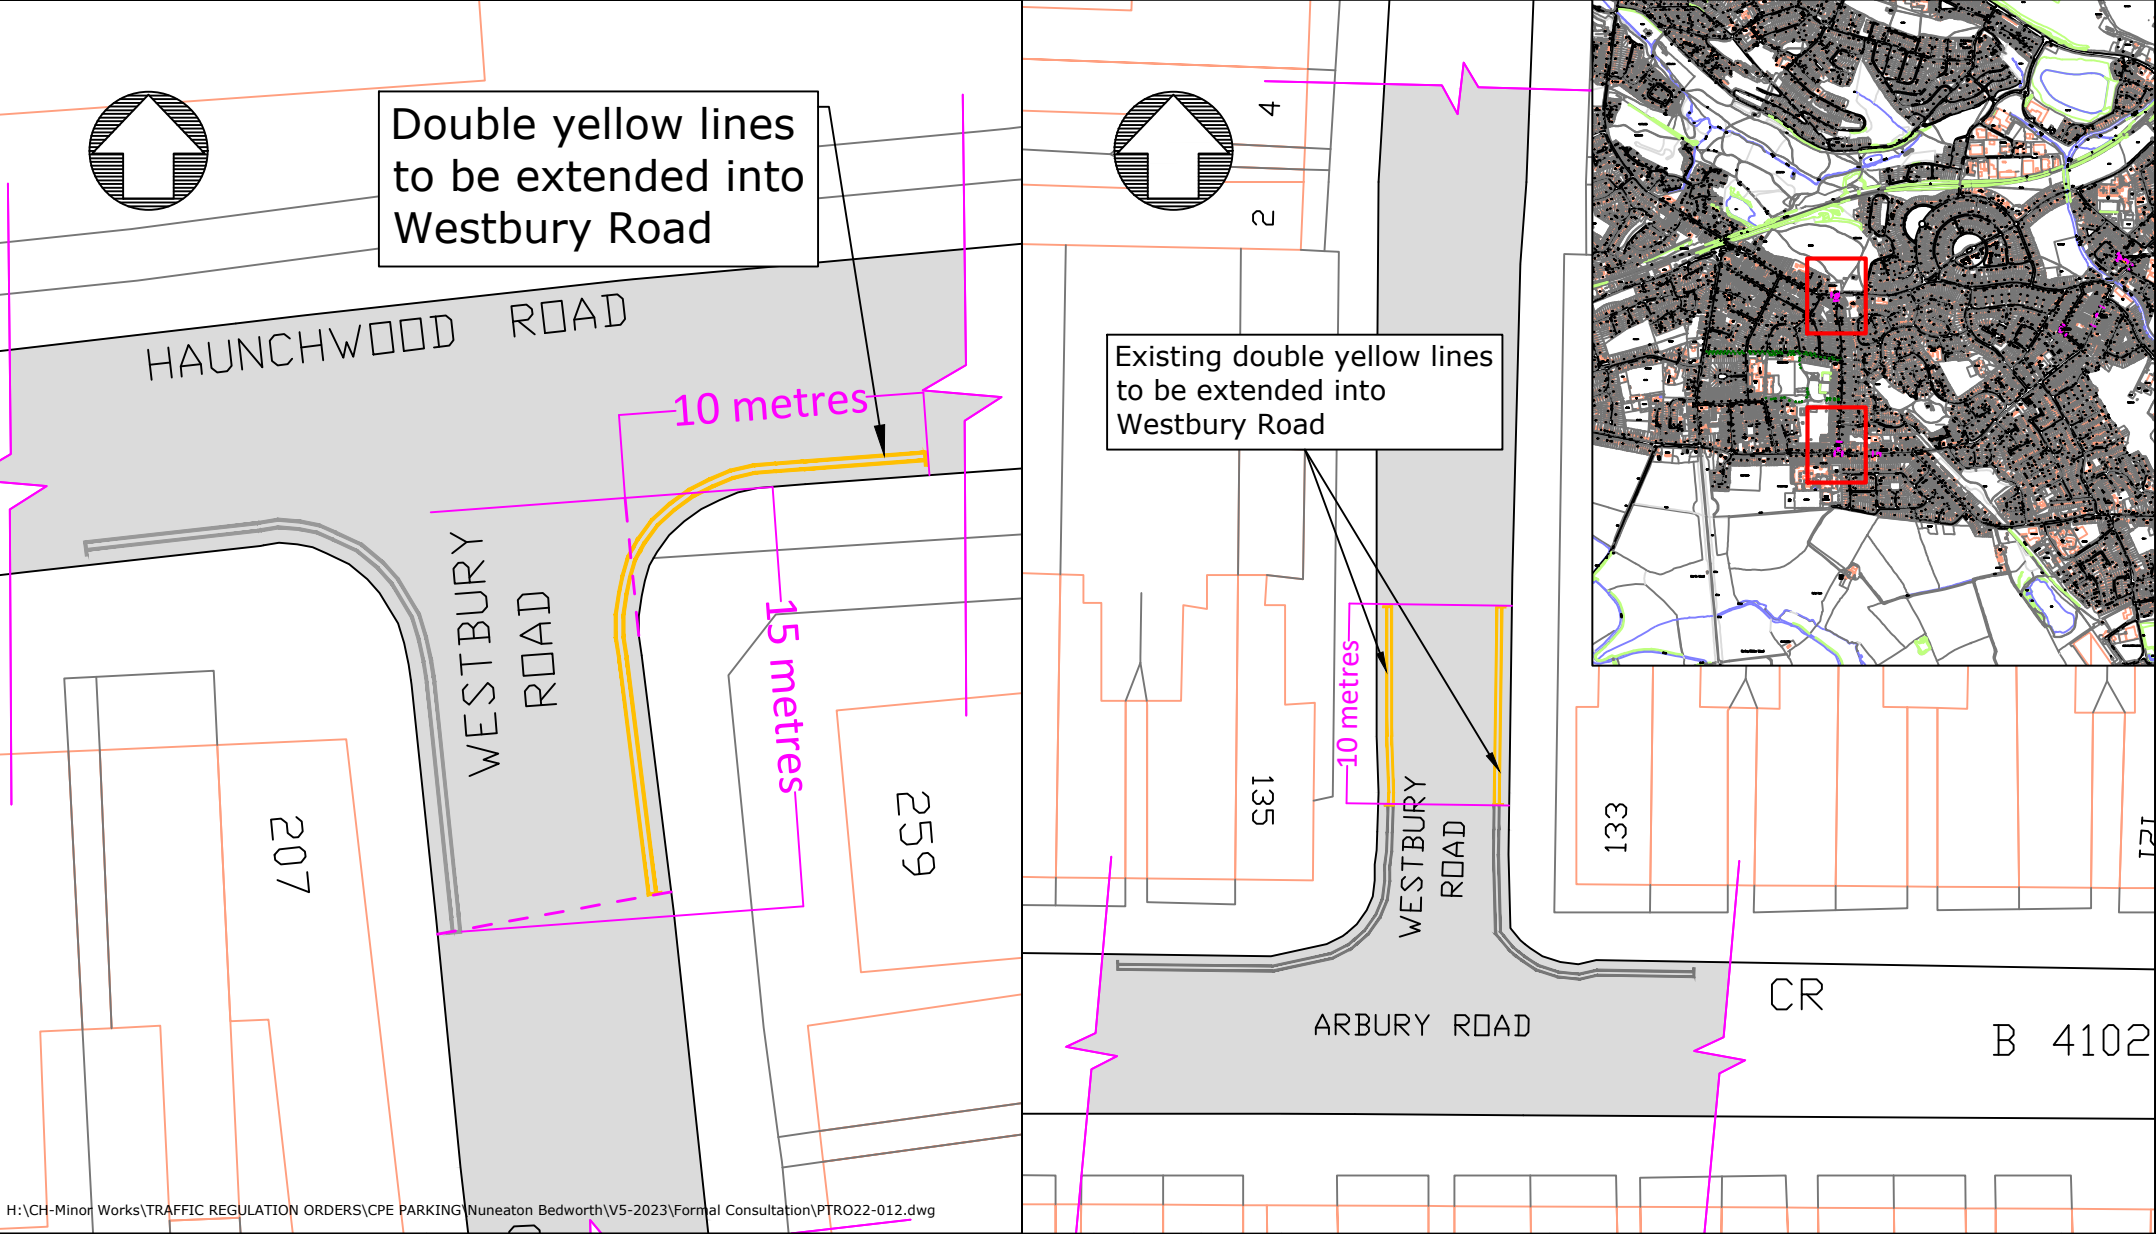 Double yellow lines
to be extended into
Westbury Road
HAUNCHWOOD ROAD
10 metres
WESTBURY
ROAD
15 metres
207
259
H:\CH-Minor Works\TRAFFIC REGULATION ORDERS\CPE PARKING\Nuneaton Bedworth\V5-2023\Formal Consultation\PTRO22-012.dwg
4
2
Existing double yellow lines
to be extended into
Westbury Road
10 metres
135
WESTBURY
ROAD
133
ARBURY ROAD
CR
B 4102